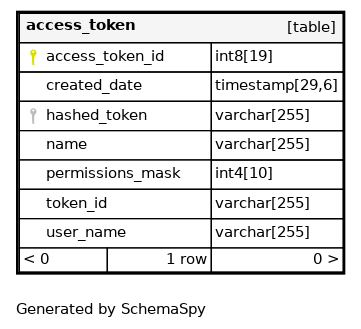 access_token [table]
access_token_id int8[19]
created_date timestamp[29,6]
hashed_token varchar[255]
name varchar[255]
permissions_mask int4[10]
token_id varchar[255]
user_name varchar[255]
< 0 1 row 0 >
Generated by SchemaSpy